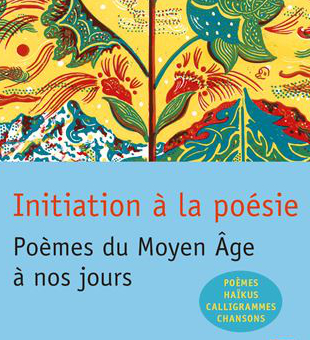 Initiation à la poésie
Poèmes du Moyen Âge
à nos jours
POÈMES
HAÏKUS
CALLIGRAMMES
CHANSONS